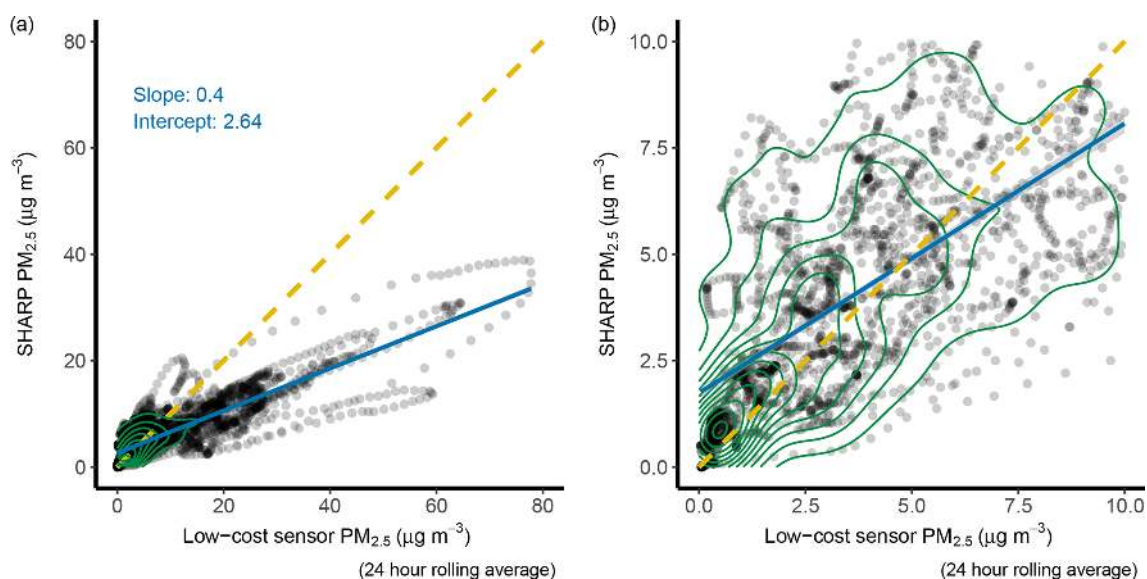 (a)
80
60
40
20
0
Slope: 0.4
Intercept: 2.64
SHARP PM2.5 (µg m−3)
0 20 40 60 80
Low−cost sensor PM2.5 (µg m−3)
(24 hour rolling average)
(b)
10.0
7.5
5.0
2.5
0.0
SHARP PM2.5 (µg m−3)
0.0 2.5 5.0 7.5 10.0
Low−cost sensor PM2.5 (µg m−3)
(24 hour rolling average)